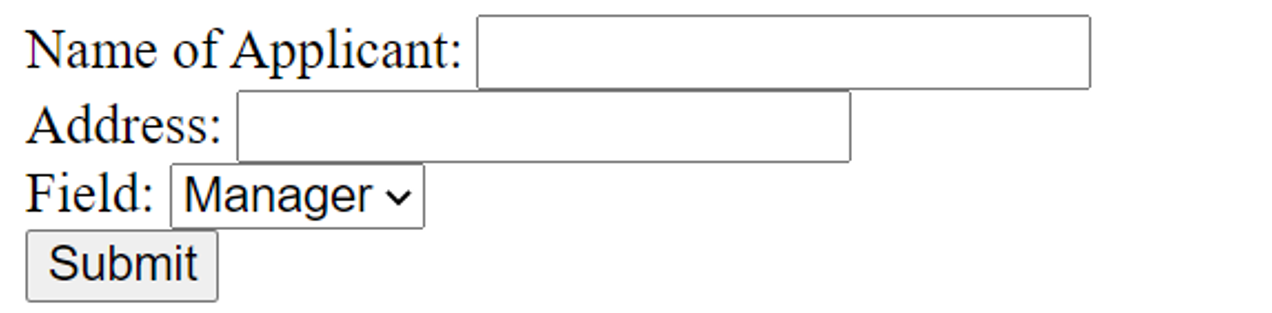 Name of Applicant:
Address:
Field: Manager
Submit